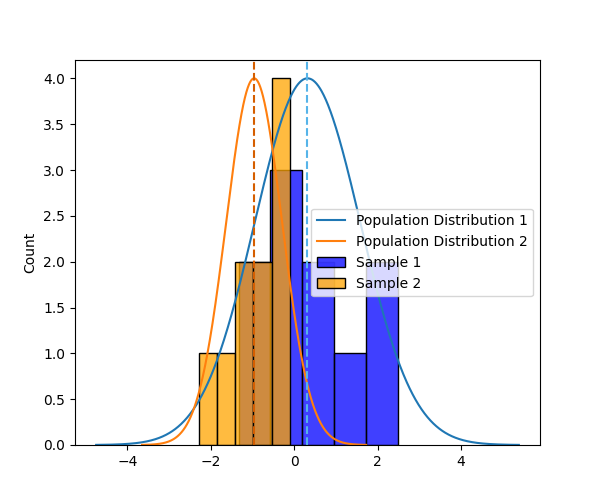 4.0
3.5
3.0
2.5
2.0
1.5
1.0
0.5
0.0
Count
Population Distribution 1
Population Distribution 2
Sample 1
Sample 2
−4 −2 0 2 4